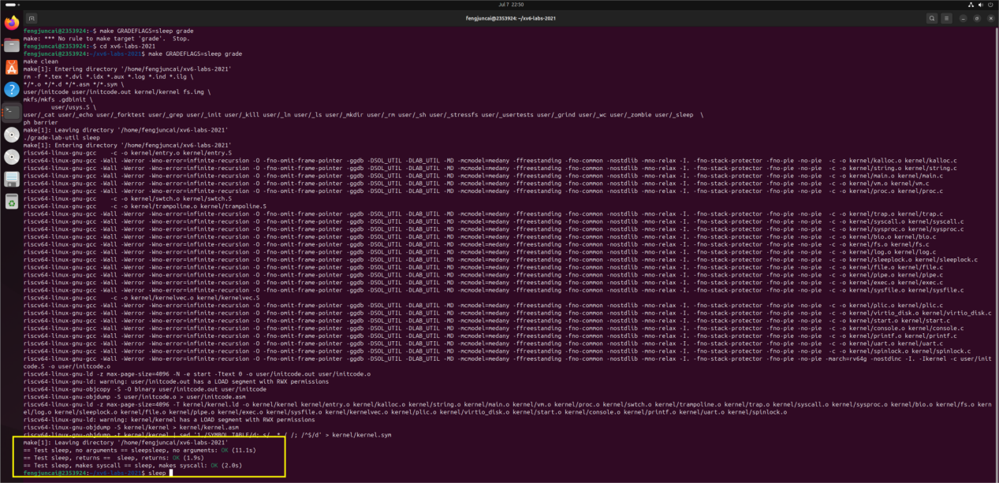 Jul 7 22:50
fengjuncai@2353924: ~/xv6-labs-2021
fengjuncai@2353924:~$ make GRADEFLAGS=sleep grade
make: *** No rule to make target 'grade'.  Stop.
fengjuncai@2353924:~$ cd xv6-labs-2021
fengjuncai@2353924:~/xv6-labs-2021$ make GRADEFLAGS=sleep grade
make clean
make[1]: Entering directory '/home/fengjuncai/xv6-labs-2021'
rm -f *.tex *.dvi *.idx *.aux *.log *.ind *.ilg \
*/*.o */*.d */*.asm */*.sym \
user/initcode user/initcode.out kernel/kernel fs.img \
mkfs/mkfs .gdbinit \
        user/usys.S \
user/_cat user/_echo user/_forktest user/_grep user/_init user/_kill user/_ln user/_ls user/_mkdir user/_rm user/_sh user/_stressfs user/_usertests user/_grind user/_wc user/_zombie user/_sleep  \
ph barrier
make[1]: Leaving directory '/home/fengjuncai/xv6-labs-2021'
./grade-lab-util sleep
make[1]: Entering directory '/home/fengjuncai/xv6-labs-2021'
riscv64-linux-gnu-gcc    -c -o kernel/entry.o kernel/entry.S
riscv64-linux-gnu-gcc -Wall -Werror -Wno-error=infinite-recursion -O -fno-omit-frame-pointer -ggdb -DSOL_UTIL -DLAB_UTIL -MD -mcmodel=medany -ffreestanding -fno-common -nostdlib -mno-relax -I. -fno-stack-protector -fno-pie -no-pie  -c -o kernel/kalloc.o kernel/kalloc.c
riscv64-linux-gnu-gcc -Wall -Werror -Wno-error=infinite-recursion -O -fno-omit-frame-pointer -ggdb -DSOL_UTIL -DLAB_UTIL -MD -mcmodel=medany -ffreestanding -fno-common -nostdlib -mno-relax -I. -fno-stack-protector -fno-pie -no-pie  -c -o kernel/string.o kernel/string.c
riscv64-linux-gnu-gcc -Wall -Werror -Wno-error=infinite-recursion -O -fno-omit-frame-pointer -ggdb -DSOL_UTIL -DLAB_UTIL -MD -mcmodel=medany -ffreestanding -fno-common -nostdlib -mno-relax -I. -fno-stack-protector -fno-pie -no-pie  -c -o kernel/main.o kernel/main.c
riscv64-linux-gnu-gcc -Wall -Werror -Wno-error=infinite-recursion -O -fno-omit-frame-pointer -ggdb -DSOL_UTIL -DLAB_UTIL -MD -mcmodel=medany -ffreestanding -fno-common -nostdlib -mno-relax -I. -fno-stack-protector -fno-pie -no-pie  -c -o kernel/vm.o kernel/vm.c
riscv64-linux-gnu-gcc -Wall -Werror -Wno-error=infinite-recursion -O -fno-omit-frame-pointer -ggdb -DSOL_UTIL -DLAB_UTIL -MD -mcmodel=medany -ffreestanding -fno-common -nostdlib -mno-relax -I. -fno-stack-protector -fno-pie -no-pie  -c -o kernel/proc.o kernel/proc.c
riscv64-linux-gnu-gcc    -c -o kernel/swtch.o kernel/swtch.S
riscv64-linux-gnu-gcc    -c -o kernel/trampoline.o kernel/trampoline.S
riscv64-linux-gnu-gcc -Wall -Werror -Wno-error=infinite-recursion -O -fno-omit-frame-pointer -ggdb -DSOL_UTIL -DLAB_UTIL -MD -mcmodel=medany -ffreestanding -fno-common -nostdlib -mno-relax -I. -fno-stack-protector -fno-pie -no-pie  -c -o kernel/trap.o kernel/trap.c
riscv64-linux-gnu-gcc -Wall -Werror -Wno-error=infinite-recursion -O -fno-omit-frame-pointer -ggdb -DSOL_UTIL -DLAB_UTIL -MD -mcmodel=medany -ffreestanding -fno-common -nostdlib -mno-relax -I. -fno-stack-protector -fno-pie -no-pie  -c -o kernel/syscall.o kernel/syscall.c
riscv64-linux-gnu-gcc -Wall -Werror -Wno-error=infinite-recursion -O -fno-omit-frame-pointer -ggdb -DSOL_UTIL -DLAB_UTIL -MD -mcmodel=medany -ffreestanding -fno-common -nostdlib -mno-relax -I. -fno-stack-protector -fno-pie -no-pie  -c -o kernel/sysproc.o kernel/sysproc.c
riscv64-linux-gnu-gcc -Wall -Werror -Wno-error=infinite-recursion -O -fno-omit-frame-pointer -ggdb -DSOL_UTIL -DLAB_UTIL -MD -mcmodel=medany -ffreestanding -fno-common -nostdlib -mno-relax -I. -fno-stack-protector -fno-pie -no-pie  -c -o kernel/bio.o kernel/bio.c
riscv64-linux-gnu-gcc -Wall -Werror -Wno-error=infinite-recursion -O -fno-omit-frame-pointer -ggdb -DSOL_UTIL -DLAB_UTIL -MD -mcmodel=medany -ffreestanding -fno-common -nostdlib -mno-relax -I. -fno-stack-protector -fno-pie -no-pie  -c -o kernel/fs.o kernel/fs.c
riscv64-linux-gnu-gcc -Wall -Werror -Wno-error=infinite-recursion -O -fno-omit-frame-pointer -ggdb -DSOL_UTIL -DLAB_UTIL -MD -mcmodel=medany -ffreestanding -fno-common -nostdlib -mno-relax -I. -fno-stack-protector -fno-pie -no-pie  -c -o kernel/log.o kernel/log.c
riscv64-linux-gnu-gcc -Wall -Werror -Wno-error=infinite-recursion -O -fno-omit-frame-pointer -ggdb -DSOL_UTIL -DLAB_UTIL -MD -mcmodel=medany -ffreestanding -fno-common -nostdlib -mno-relax -I. -fno-stack-protector -fno-pie -no-pie  -c -o kernel/sleeplock.o kernel/sleeplock.c
riscv64-linux-gnu-gcc -Wall -Werror -Wno-error=infinite-recursion -O -fno-omit-frame-pointer -ggdb -DSOL_UTIL -DLAB_UTIL -MD -mcmodel=medany -ffreestanding -fno-common -nostdlib -mno-relax -I. -fno-stack-protector -fno-pie -no-pie  -c -o kernel/file.o kernel/file.c
riscv64-linux-gnu-gcc -Wall -Werror -Wno-error=infinite-recursion -O -fno-omit-frame-pointer -ggdb -DSOL_UTIL -DLAB_UTIL -MD -mcmodel=medany -ffreestanding -fno-common -nostdlib -mno-relax -I. -fno-stack-protector -fno-pie -no-pie  -c -o kernel/pipe.o kernel/pipe.c
riscv64-linux-gnu-gcc -Wall -Werror -Wno-error=infinite-recursion -O -fno-omit-frame-pointer -ggdb -DSOL_UTIL -DLAB_UTIL -MD -mcmodel=medany -ffreestanding -fno-common -nostdlib -mno-relax -I. -fno-stack-protector -fno-pie -no-pie  -c -o kernel/exec.o kernel/exec.c
riscv64-linux-gnu-gcc -Wall -Werror -Wno-error=infinite-recursion -O -fno-omit-frame-pointer -ggdb -DSOL_UTIL -DLAB_UTIL -MD -mcmodel=medany -ffreestanding -fno-common -nostdlib -mno-relax -I. -fno-stack-protector -fno-pie -no-pie  -c -o kernel/sysfile.o kernel/sysfile.c
riscv64-linux-gnu-gcc    -c -o kernel/kernelvec.o kernel/kernelvec.S
riscv64-linux-gnu-gcc -Wall -Werror -Wno-error=infinite-recursion -O -fno-omit-frame-pointer -ggdb -DSOL_UTIL -DLAB_UTIL -MD -mcmodel=medany -ffreestanding -fno-common -nostdlib -mno-relax -I. -fno-stack-protector -fno-pie -no-pie  -c -o kernel/plic.o kernel/plic.c
riscv64-linux-gnu-gcc -Wall -Werror -Wno-error=infinite-recursion -O -fno-omit-frame-pointer -ggdb -DSOL_UTIL -DLAB_UTIL -MD -mcmodel=medany -ffreestanding -fno-common -nostdlib -mno-relax -I. -fno-stack-protector -fno-pie -no-pie  -c -o kernel/virtio_disk.o kernel/virtio_disk.c
riscv64-linux-gnu-gcc -Wall -Werror -Wno-error=infinite-recursion -O -fno-omit-frame-pointer -ggdb -DSOL_UTIL -DLAB_UTIL -MD -mcmodel=medany -ffreestanding -fno-common -nostdlib -mno-relax -I. -fno-stack-protector -fno-pie -no-pie  -c -o kernel/start.o kernel/start.c
riscv64-linux-gnu-gcc -Wall -Werror -Wno-error=infinite-recursion -O -fno-omit-frame-pointer -ggdb -DSOL_UTIL -DLAB_UTIL -MD -mcmodel=medany -ffreestanding -fno-common -nostdlib -mno-relax -I. -fno-stack-protector -fno-pie -no-pie  -c -o kernel/console.o kernel/console.c
riscv64-linux-gnu-gcc -Wall -Werror -Wno-error=infinite-recursion -O -fno-omit-frame-pointer -ggdb -DSOL_UTIL -DLAB_UTIL -MD -mcmodel=medany -ffreestanding -fno-common -nostdlib -mno-relax -I. -fno-stack-protector -fno-pie -no-pie  -c -o kernel/printf.o kernel/printf.c
riscv64-linux-gnu-gcc -Wall -Werror -Wno-error=infinite-recursion -O -fno-omit-frame-pointer -ggdb -DSOL_UTIL -DLAB_UTIL -MD -mcmodel=medany -ffreestanding -fno-common -nostdlib -mno-relax -I. -fno-stack-protector -fno-pie -no-pie  -c -o kernel/uart.o kernel/uart.c
riscv64-linux-gnu-gcc -Wall -Werror -Wno-error=infinite-recursion -O -fno-omit-frame-pointer -ggdb -DSOL_UTIL -DLAB_UTIL -MD -mcmodel=medany -ffreestanding -fno-common -nostdlib -mno-relax -I. -fno-stack-protector -fno-pie -no-pie  -c -o kernel/spinlock.o kernel/spinlock.c
riscv64-linux-gnu-gcc -Wall -Werror -Wno-error=infinite-recursion -O -fno-omit-frame-pointer -ggdb -DSOL_UTIL -DLAB_UTIL -MD -mcmodel=medany -ffreestanding -fno-common -nostdlib -mno-relax -I. -fno-stack-protector -fno-pie -no-pie -march=rv64g -nostdinc -I. -Ikernel -c user/init
code.S -o user/initcode.o
riscv64-linux-gnu-ld -z max-page-size=4096 -N -e start -Ttext 0 -o user/initcode.out user/initcode.o
riscv64-linux-gnu-ld: warning: user/initcode.out has a LOAD segment with RWX permissions
riscv64-linux-gnu-objcopy -S -O binary user/initcode.out user/initcode
riscv64-linux-gnu-objdump -S user/initcode.o > user/initcode.asm
riscv64-linux-gnu-ld -z max-page-size=4096 -T kernel/kernel.ld -o kernel/kernel kernel/entry.o kernel/kalloc.o kernel/string.o kernel/main.o kernel/vm.o kernel/proc.o kernel/swtch.o kernel/trampoline.o kernel/trap.o kernel/syscall.o kernel/sysproc.o kernel/bio.o kernel/fs.o kern
el/log.o kernel/sleeplock.o kernel/file.o kernel/pipe.o kernel/exec.o kernel/sysfile.o kernel/kernelvec.o kernel/plic.o kernel/virtio_disk.o kernel/start.o kernel/console.o kernel/printf.o kernel/uart.o kernel/spinlock.o
riscv64-linux-gnu-ld: warning: kernel/kernel has a LOAD segment with RWX permissions
riscv64-linux-gnu-objdump -S kernel/kernel > kernel/kernel.asm
riscv64-linux-gnu-objdump -t kernel/kernel | sed '1,/SYMBOL TABLE/d; s/ .* / /; /^$/d' > kernel/kernel.sym
make[1]: Leaving directory '/home/fengjuncai/xv6-labs-2021'
== Test sleep, no arguments == sleepsleep, no arguments: OK (11.1s)
== Test sleep, returns ==  sleep, returns: OK (1.9s)
== Test sleep, makes syscall == sleep, makes syscall: OK (2.0s)
fengjuncai@2353924:~/xv6-labs-2021$ sleep